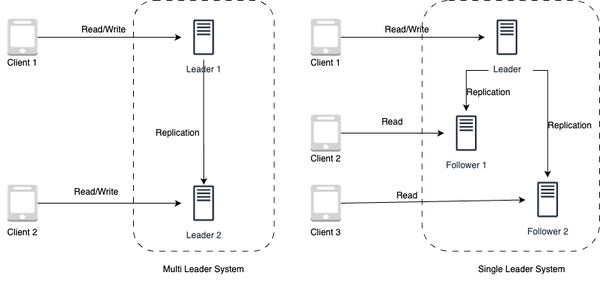 Read/Write
Client 1
Leader 1
Replication
Read/Write
Client 2
Leader 2
Multi Leader System
Read/Write
Client 1
Leader
Replication
Read
Replication
Client 2
Follower 1
Read
Client 3
Follower 2
Single Leader System